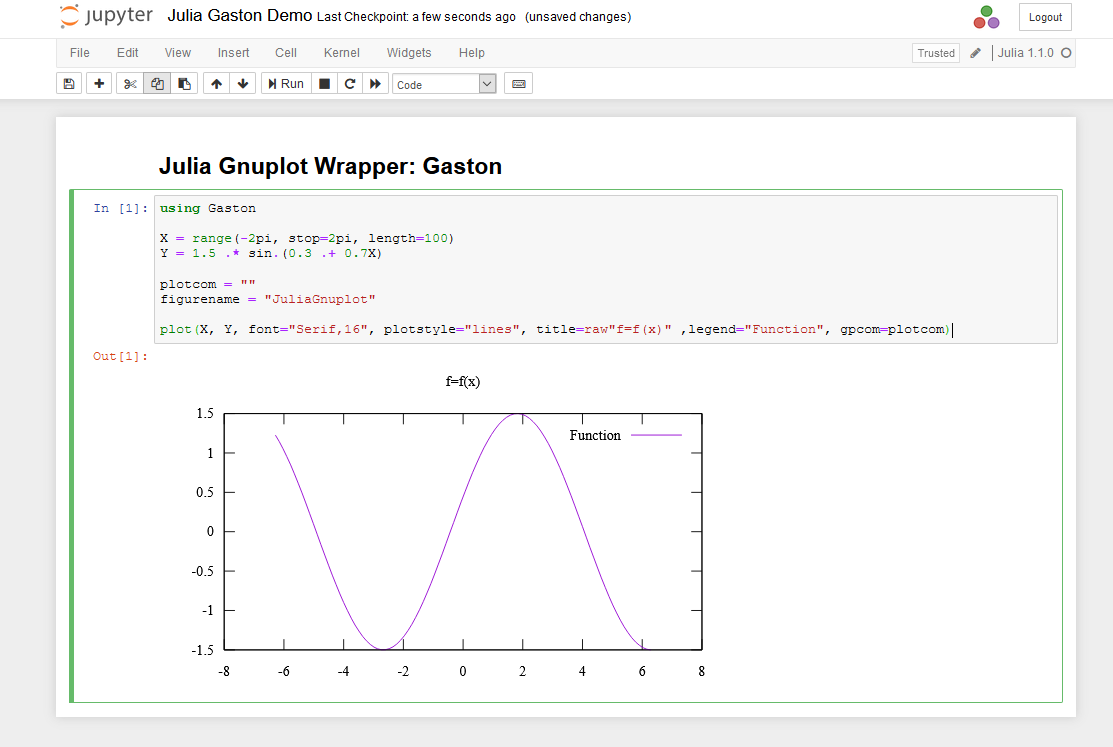 jupyter Julia Gaston Demo Last Checkpoint: a few seconds ago (unsaved changes) Logout
File Edit View Insert Cell Kernel Widgets Help Trusted Julia 1.1.0
Run Code
Julia Gnuplot Wrapper: Gaston
In [1]: using Gaston
X = range(-2pi, stop=2pi, length=100)
Y = 1.5 .* sin.(0.3 .+ 0.7X)
plotcom = ""
figurename = "JuliaGnuplot"
plot(X, Y, font="Serif,16", plotstyle="lines", title=raw"f=f(x)" ,legend="Function", gpcom=plotcom)
Out[1]:
f=f(x)
1.5
Function
1
0.5
0
-0.5
-1
-1.5
-8 -6 -4 -2 0 2 4 6 8